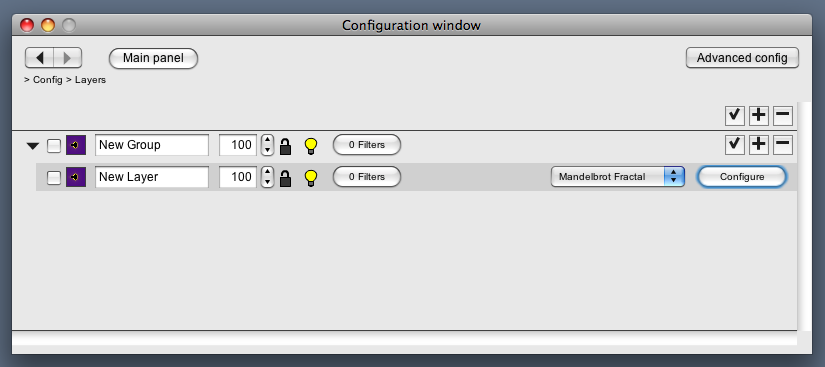 Configuration window
Main panel
Advanced config
> Config > Layers
New Group 100 0 Filters
New Layer 100 0 Filters Mandelbrot Fractal Configure